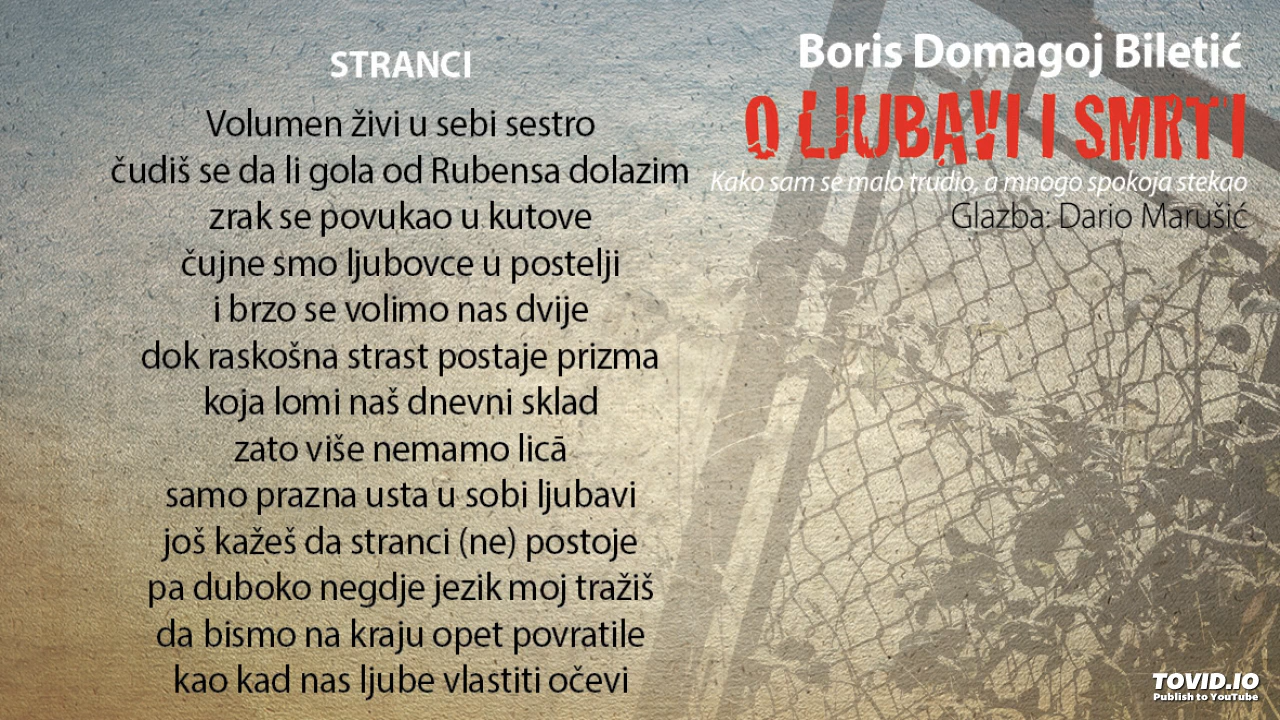 STRANCI
Volumen živi u sebi sestro
čudiš se da li gola od Rubensa dolazim
zrak se povukao u kutove
čujne smo ljubovce u postelji
i brzo se volimo nas dvije
dok raskošna strast postaje prizma
koja lomi naš dnevni sklad
zato više nemamo licā
samo prazna usta u sobi ljubavi
još kažeš da stranci (ne) postoje
pa duboko negdje jezik moj tražiš
da bismo na kraju opet povratile
kao kad nas ljube vlastiti očevi
Boris Domagoj Biletić
O LJUBAVI I SMRTI
Kako sam se malo trudio, a mnogo spokoja stekao
Glazba: Dario Marušić
TOVID.IO
Publish to YouTube